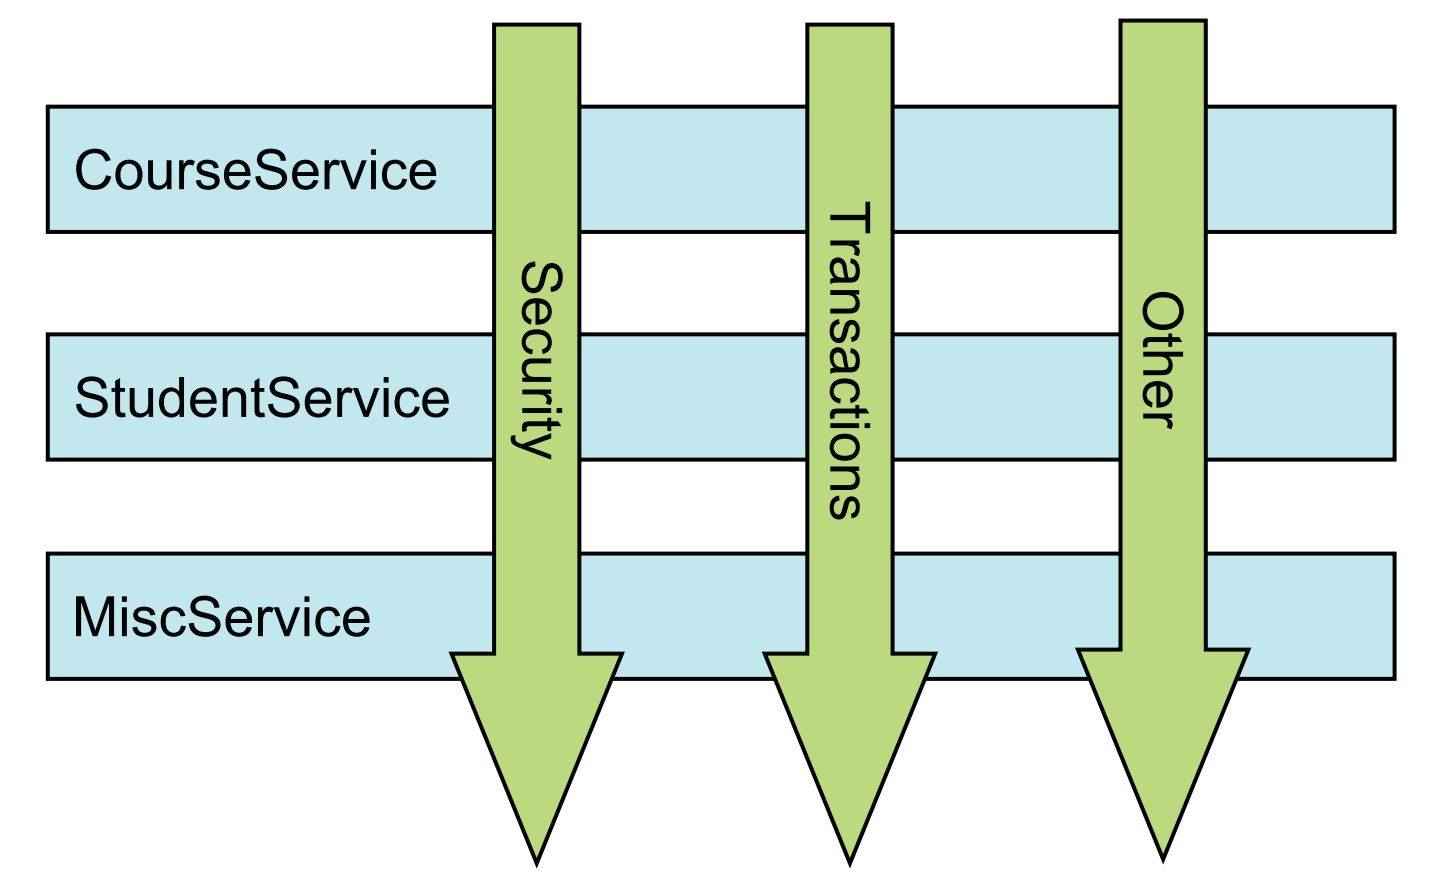 CourseService
StudentService
MiscService
Security
Transactions
Other